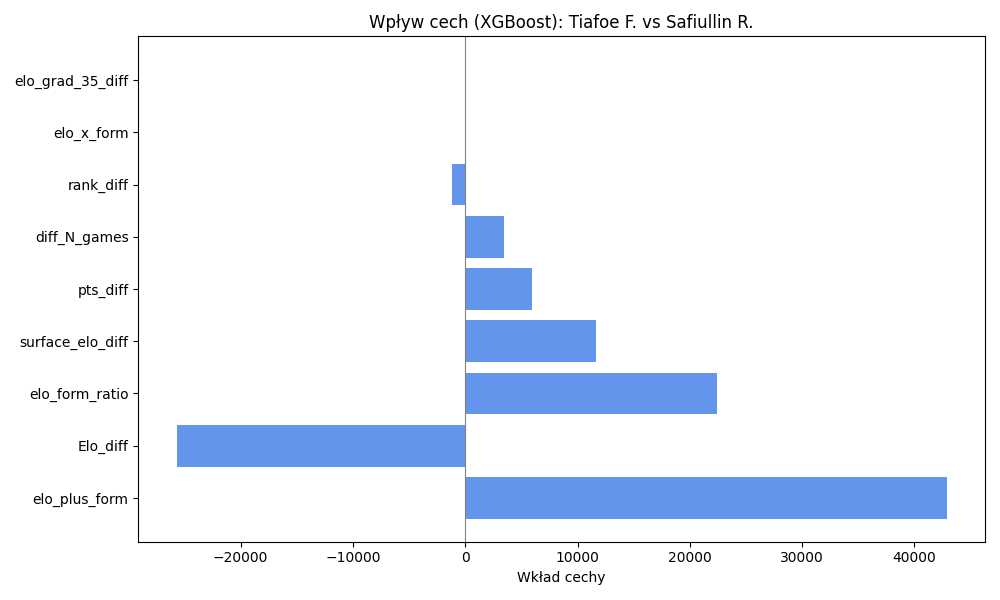 Wpływ cech (XGBoost): Tiafoe F. vs Safiullin R.
elo_grad_35_diff
elo_x_form
rank_diff
diff_N_games
pts_diff
surface_elo_diff
elo_form_ratio
Elo_diff
elo_plus_form
−20000
−10000
0
10000
20000
30000
40000
Wkład cechy